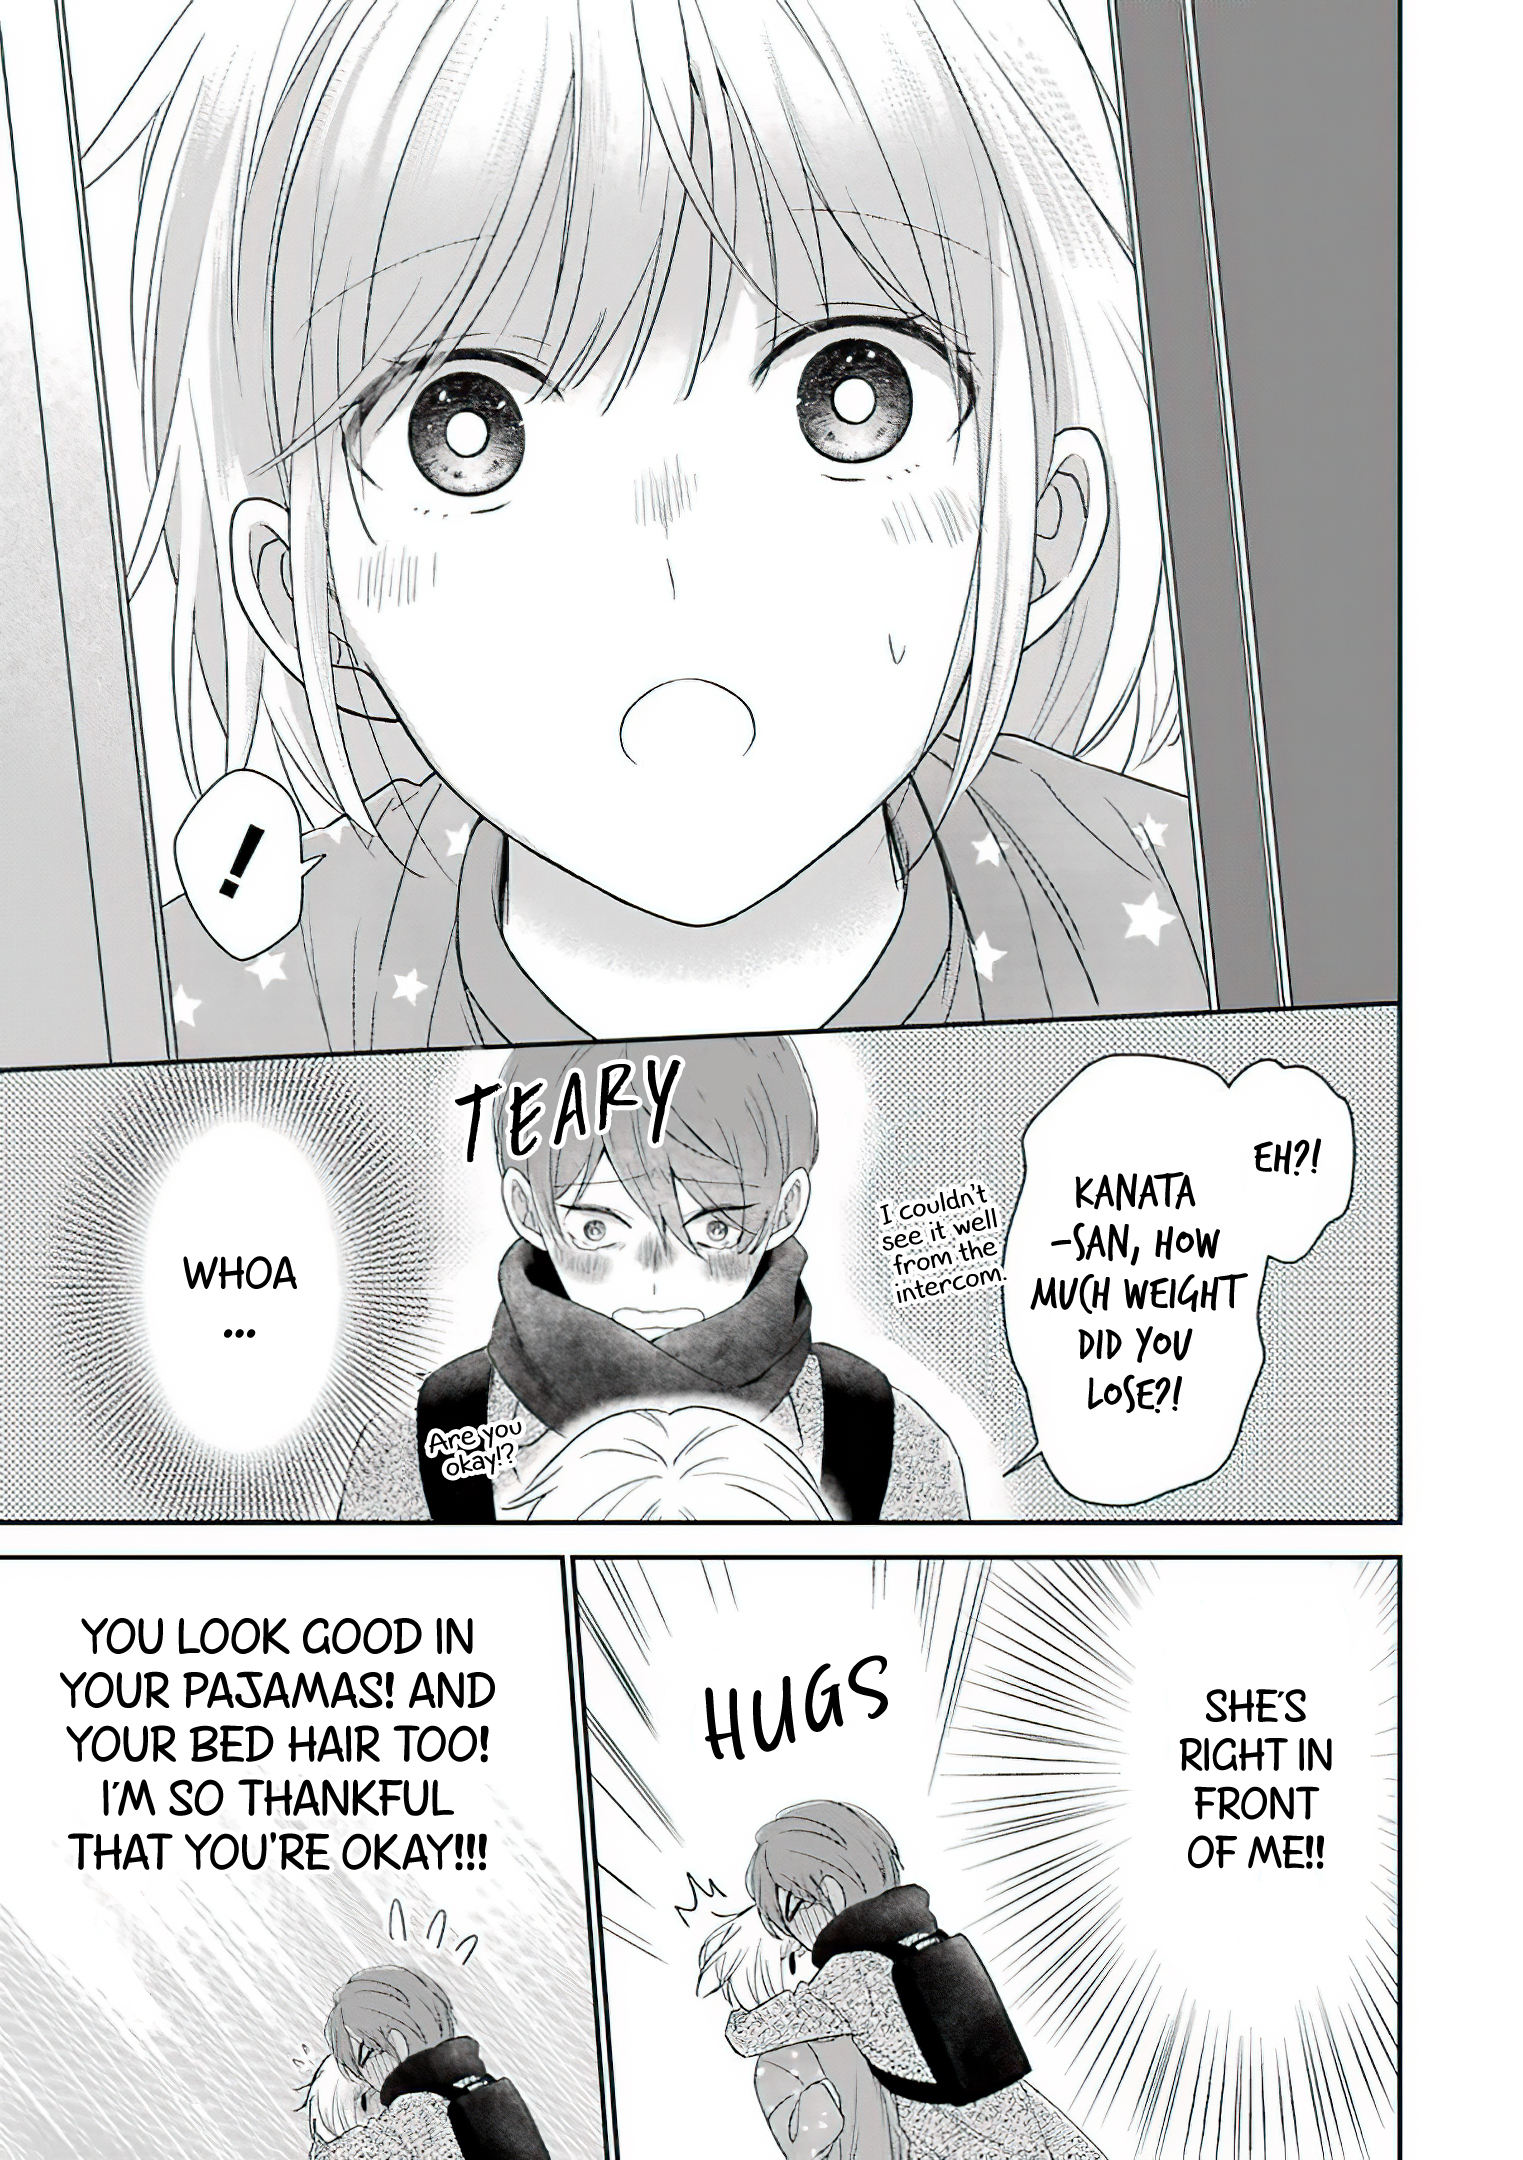 !
EH?!
KANATA
-SAN, HOW
MUCH WEIGHT
DID YOU
LOSE?!
I couldn't
see it well
from the
intercom.
TEARY
Are you
okay!?
WHOA
...
SHE'S
RIGHT IN
FRONT
OF ME!!
HUGS
YOU LOOK GOOD IN
YOUR PAJAMAS! AND
YOUR BED HAIR TOO!
I'M SO THANKFUL
THAT YOU'RE OKAY!!!